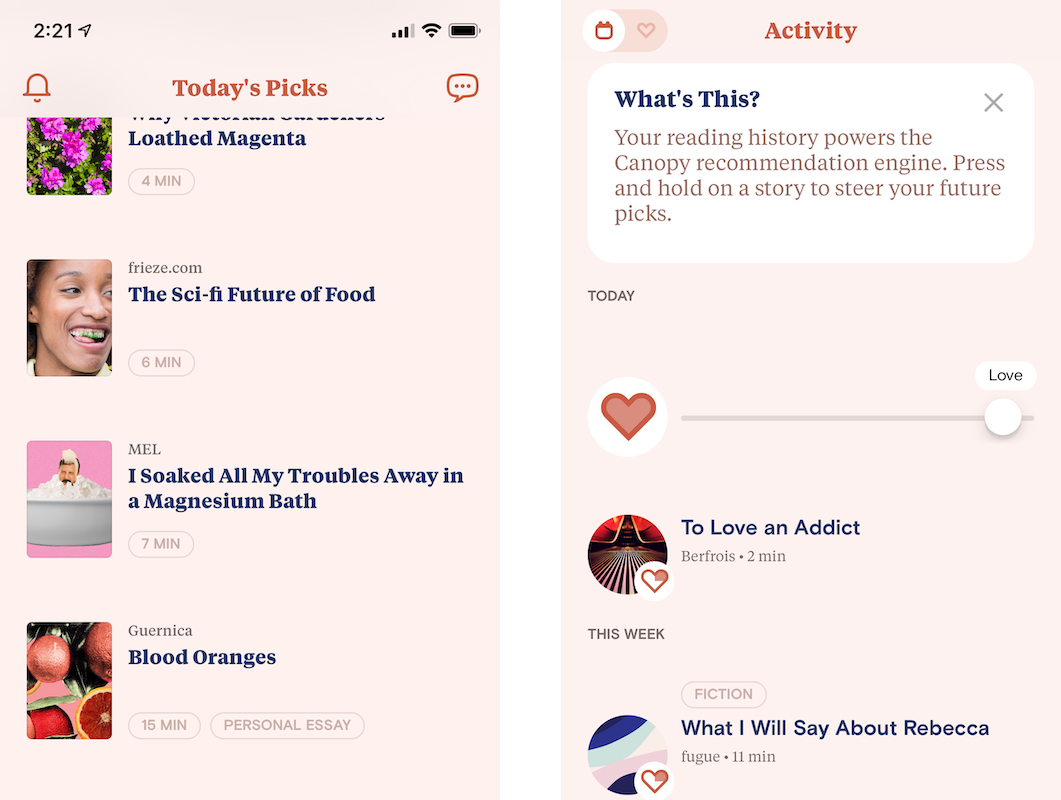 2:21
Today's Picks
Why Victorian Gardeners
Loathed Magenta
4 MIN
frieze.com
The Sci-fi Future of Food
6 MIN
MEL
I Soaked All My Troubles Away in
a Magnesium Bath
7 MIN
Guernica
Blood Oranges
15 MIN PERSONAL ESSAY
Activity
What's This?
Your reading history powers the
Canopy recommendation engine. Press
and hold on a story to steer your future
picks.
TODAY
Love
To Love an Addict
Berfrois • 2 min
THIS WEEK
FICTION
What I Will Say About Rebecca
fugue • 11 min